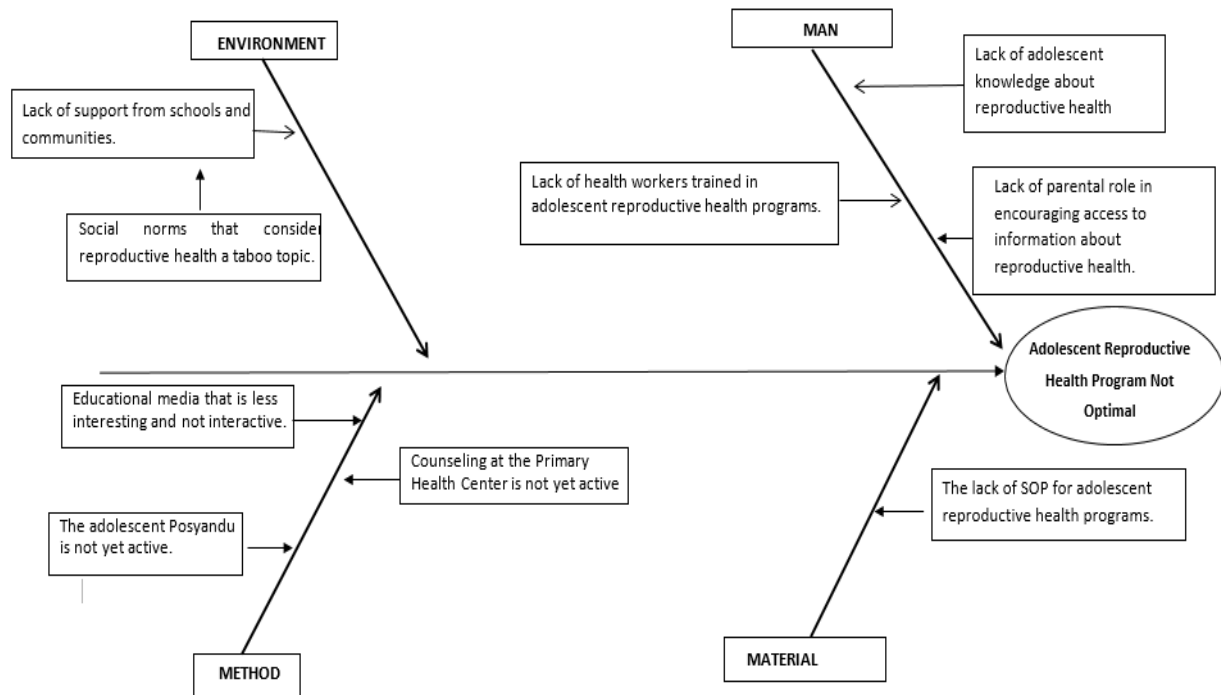 ENVIRONMENT
MAN
Lack of support from schools and
communities.
Social norms that consider
reproductive health a taboo topic.
Lack of adolescent
knowledge about
reproductive health
Lack of health workers trained in
adolescent reproductive health programs.
Lack of parental role in
encouraging access to
information about
reproductive health.
Adolescent Reproductive
Health Program Not
Optimal
Educational media that is less
interesting and not interactive.
Counseling at the Primary
Health Center is not yet active
The adolescent Posyandu
is not yet active.
The lack of SOP for adolescent
reproductive health programs.
METHOD
MATERIAL